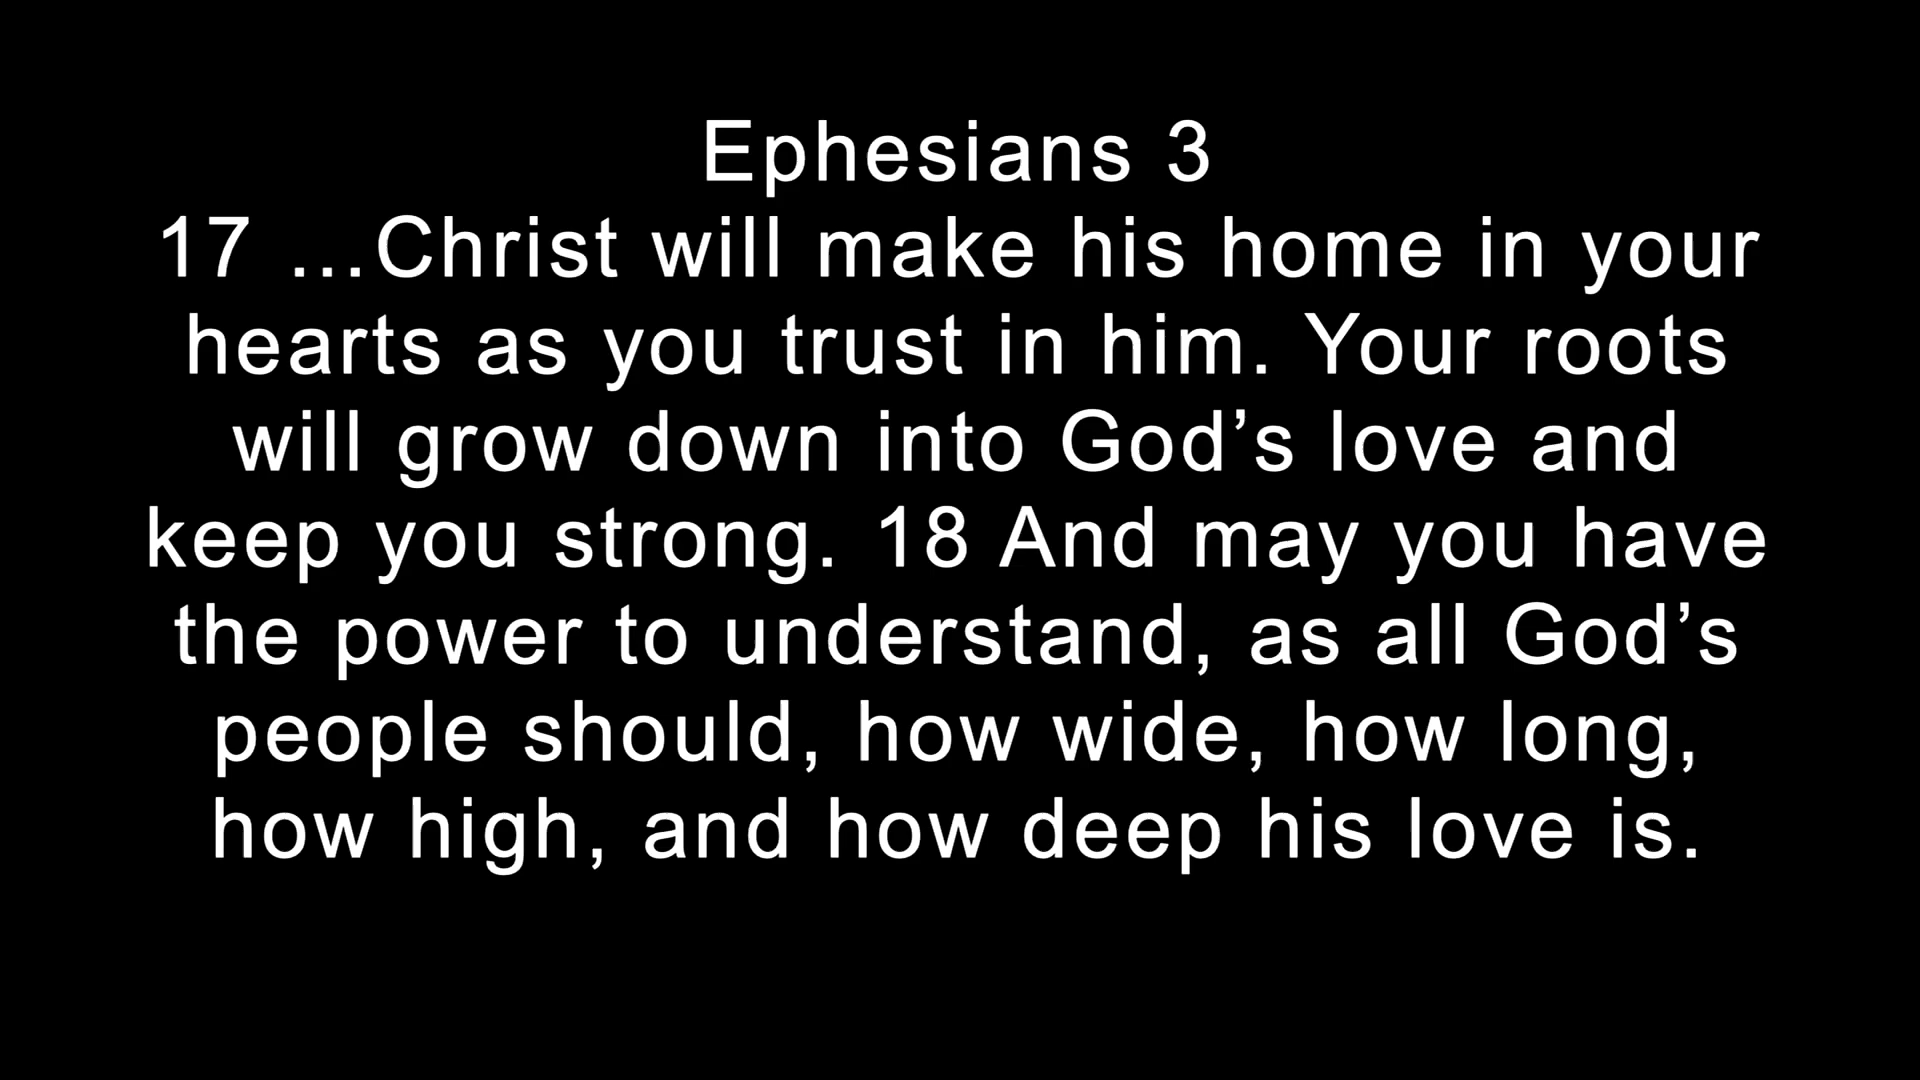 Ephesians 3
17 ...Christ will make his home in your
hearts as you trust in him. Your roots
will grow down into God’s love and
keep you strong. 18 And may you have
the power to understand, as all God’s
people should, how wide, how long,
how high, and how deep his love is.